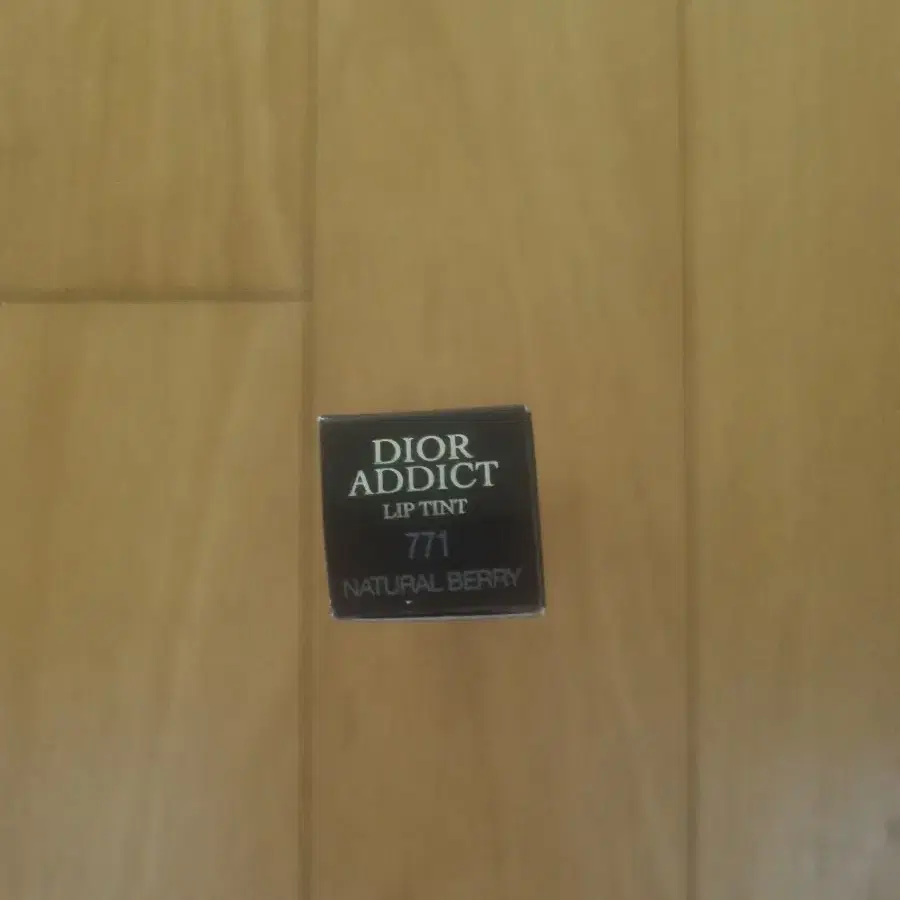 DIOR
ADDICT
LIP TINT
771
NATURAL BERRY